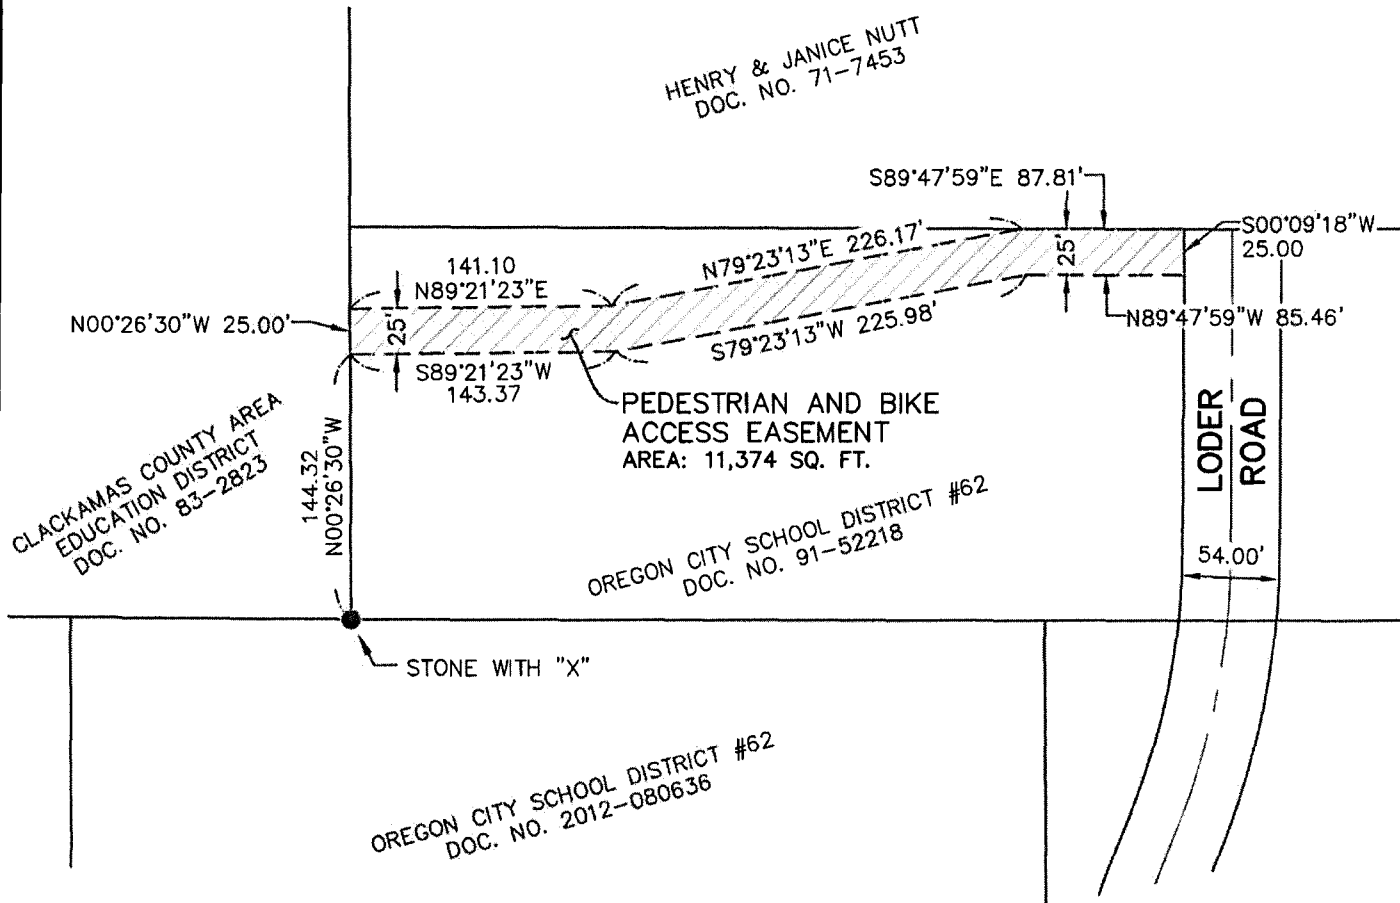 HENRY & JANICE NUTT
DOC. NO. 71-7453
S89°47'59"E 87.81'
S00°09'18"W
25.00
25'
N79°23'13"E 226.17'
141.10
N89°21'23"E
N00°26'30"W 25.00'
25'
N89°47'59"W 85.46'
S79°23'13"W 225.98'
S89°21'23"W
143.37
PEDESTRIAN AND BIKE
ACCESS EASEMENT
AREA: 11,374 SQ. FT.
CLACKAMAS COUNTY AREA
EDUCATION DISTRICT
DOC. NO. 83-2823
144.32
N00°26'30"W
LODER
ROAD
OREGON CITY SCHOOL DISTRICT #62
DOC. NO. 91-52218
54.00'
STONE WITH "X"
OREGON CITY SCHOOL DISTRICT #62
DOC. NO. 2012-080636